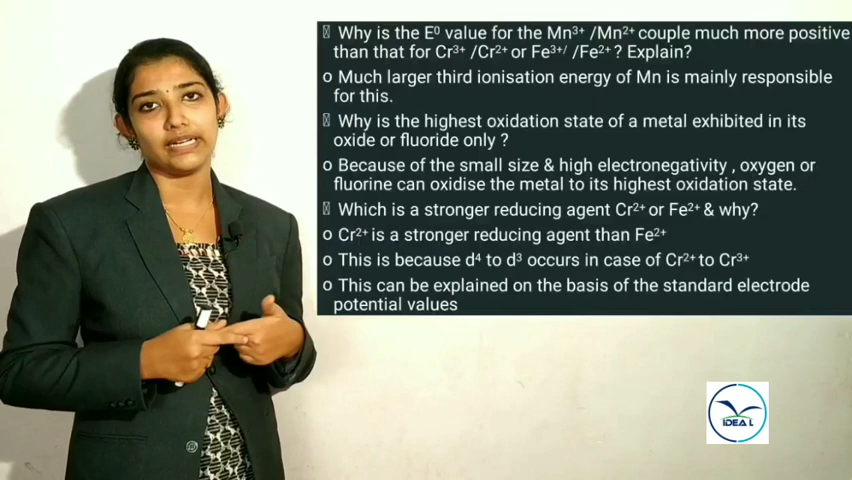 Why is the E⁰ value for the Mn³⁺ /Mn²⁺ couple much more positive
than that for Cr³⁺ /Cr²⁺ or Fe³⁺/ /Fe²⁺ ? Explain?
o Much larger third ionisation energy of Mn is mainly responsible
for this.
Why is the highest oxidation state of a metal exhibited in its
oxide or fluoride only ?
o Because of the small size & high electronegativity , oxygen or
fluorine can oxidise the metal to its highest oxidation state.
Which is a stronger reducing agent Cr²⁺ or Fe²⁺ & why?
o Cr²⁺ is a stronger reducing agent than Fe²⁺
o This is because d⁴ to d³ occurs in case of Cr²⁺ to Cr³⁺
o This can be explained on the basis of the standard electrode
potential values
IDEAL